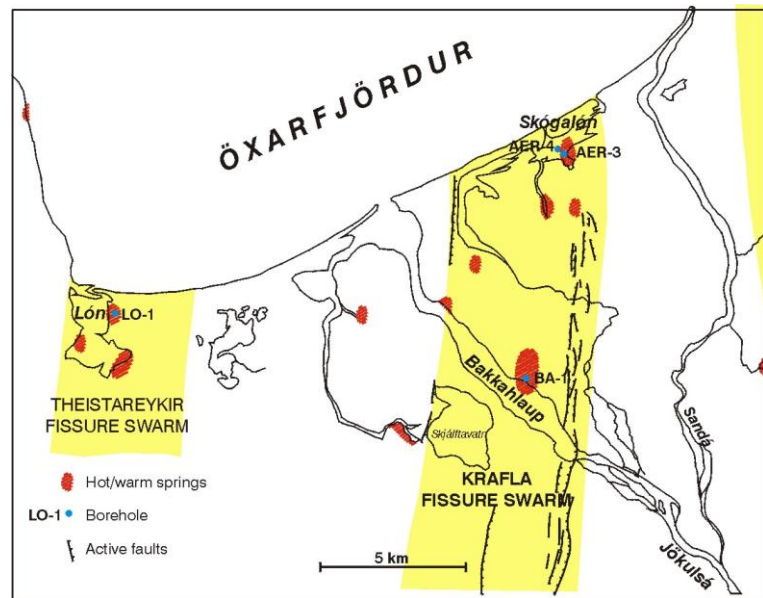 ÖXARFJÖRDUR
Skógalón
AER-4
AER-3
Lón
LO-1
THEISTAREYKIR
FISSURE SWARM
Bakkahlaup
BA-1
Skjálftavatn
KRAFLA
FISSURE SWARM
Sandá
Jökulsá
Hot/warm springs
LO-1 Borehole
Active faults
5 km